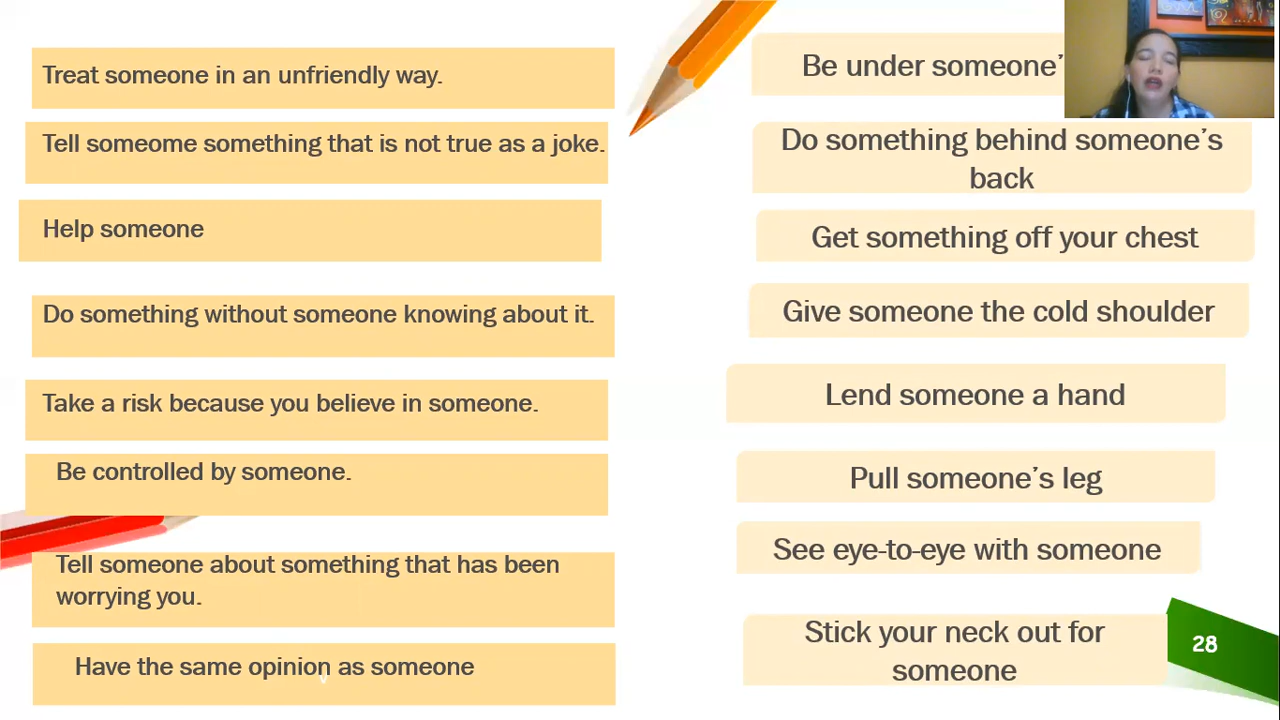 Treat someone in an unfriendly way.
Tell someome something that is not true as a joke.
Help someone
Do something without someone knowing about it.
Take a risk because you believe in someone.
Be controlled by someone.
Tell someone about something that has been
worrying you.
Have the same opinion as someone
Be under someone’
Do something behind someone’s
back
Get something off your chest
Give someone the cold shoulder
Lend someone a hand
Pull someone’s leg
See eye-to-eye with someone
Stick your neck out for
someone
28